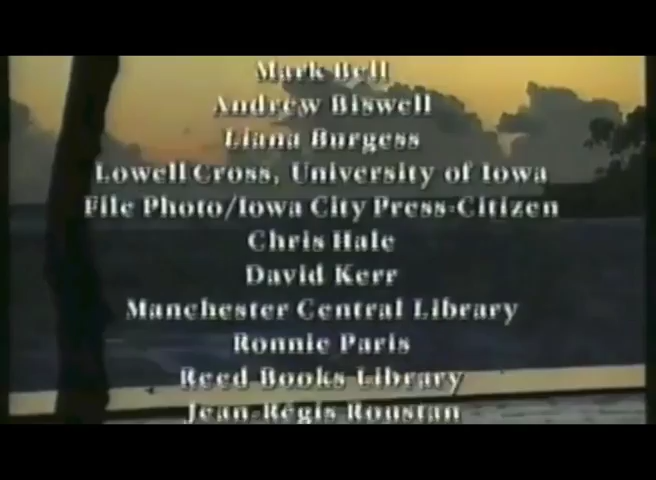 Mark Bell
Andrew Biswell
Liana Burgess
Lowell Cross, University of Iowa
File Photo/Iowa City Press-Citizen
Chris Hale
David Kerr
Manchester Central Library
Ronnie Paris
Reed Books Library
Jean-Régis Roustan